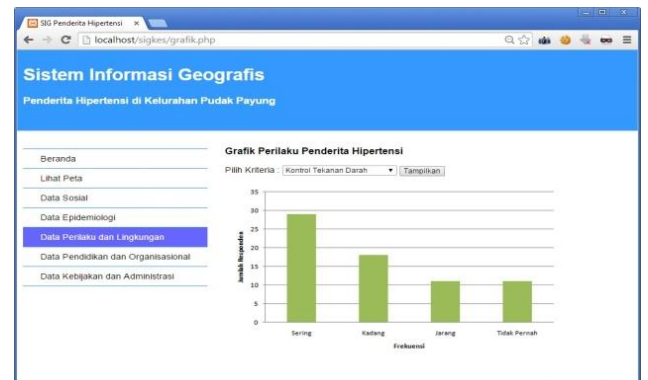 SIG Penderita Hipertensi
localhost/sigkes/grafik.php
Sistem Informasi Geografis
Penderita Hipertensi di Kelurahan Pudak Payung
Beranda
Lihat Peta
Data Sosial
Data Epidemiologi
Data Perilaku dan Lingkungan
Data Pendidikan dan Organisasional
Data Kebijakan dan Administrasi
Grafik Perilaku Penderita Hipertensi
Pilih Kriteria : Kontrol Tekanan Darah Tampilkan
35
30
25
20
15
10
5
0
Jumlah Responden
Sering Kadang Jarang Tidak Pernah
Frekuensi